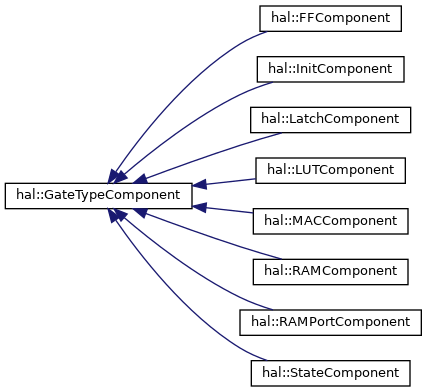 hal::FFComponent
hal::InitComponent
hal::LatchComponent
hal::LUTComponent
hal::GateTypeComponent
hal::MACComponent
hal::RAMComponent
hal::RAMPortComponent
hal::StateComponent